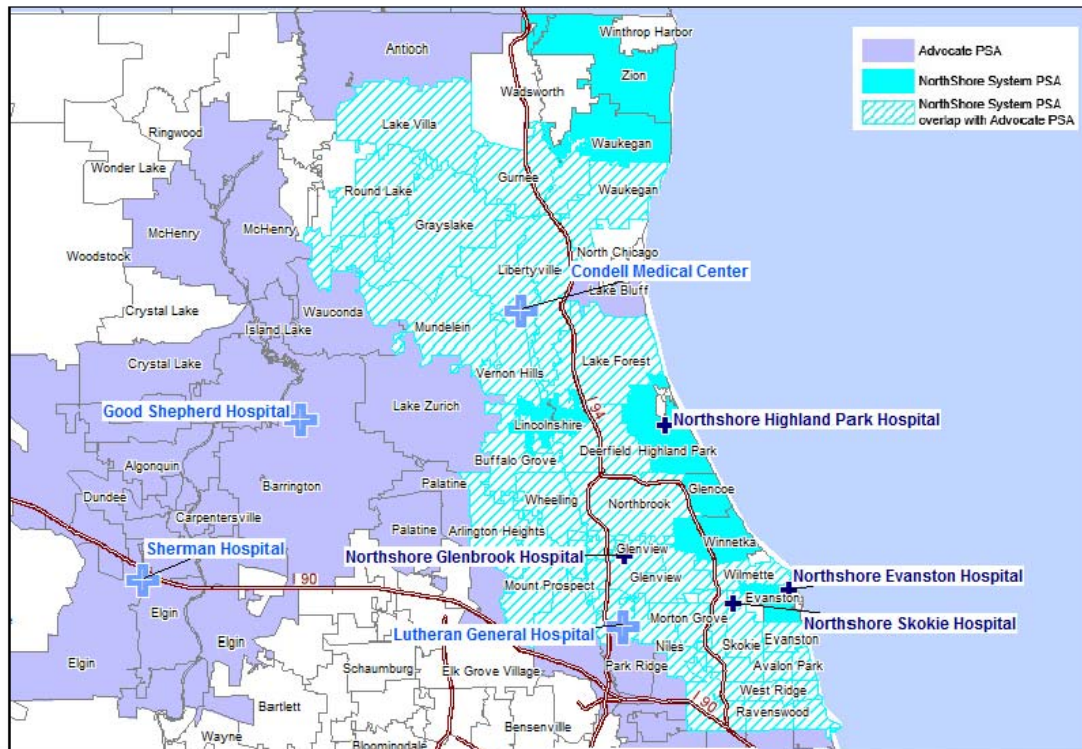 Winthrop Harbor
Antioch
Zion
Advocate PSA
NorthShore System PSA
NorthShore System PSA
overlap with Advocate PSA
Wadsworth
Lake Villa
Ringwood
Waukegan
Wonder Lake
Gurnee
Round Lake
Waukegan
Grayslake
McHenry
McHenry
Woodstock
North Chicago
Libertyville
Condell Medical Center
Lake Bluff
Wauconda
Crystal Lake
Island Lake
Mundelein
Crystal Lake
Lake Forest
Vernon Hills
Lake Zurich
I 94
Good Shepherd Hospital
Northshore Highland Park Hospital
Lincolnshire
Deerfield
Highland Park
Buffalo Grove
Algonquin
Barrington
Palatine
Glencoe
Dundee
Wheeling
Northbrook
Carpentersville
Palatine
Arlington Heights
Winnetka
Sherman Hospital
Northshore Glenbrook Hospital
Glenview
Wilmette
Northshore Evanston Hospital
I 90
Mount Prospect
Glenview
Evanston
Elgin
Morton Grove
Northshore Skokie Hospital
Lutheran General Hospital
Elgin
Niles
Skokie
Evanston
Elgin
Schaumburg
Elk Grove Village
Park Ridge
Avalon Park
West Ridge
I 90
Bartlett
Ravenswood
Bensenville
Wayne
Bloomingdale